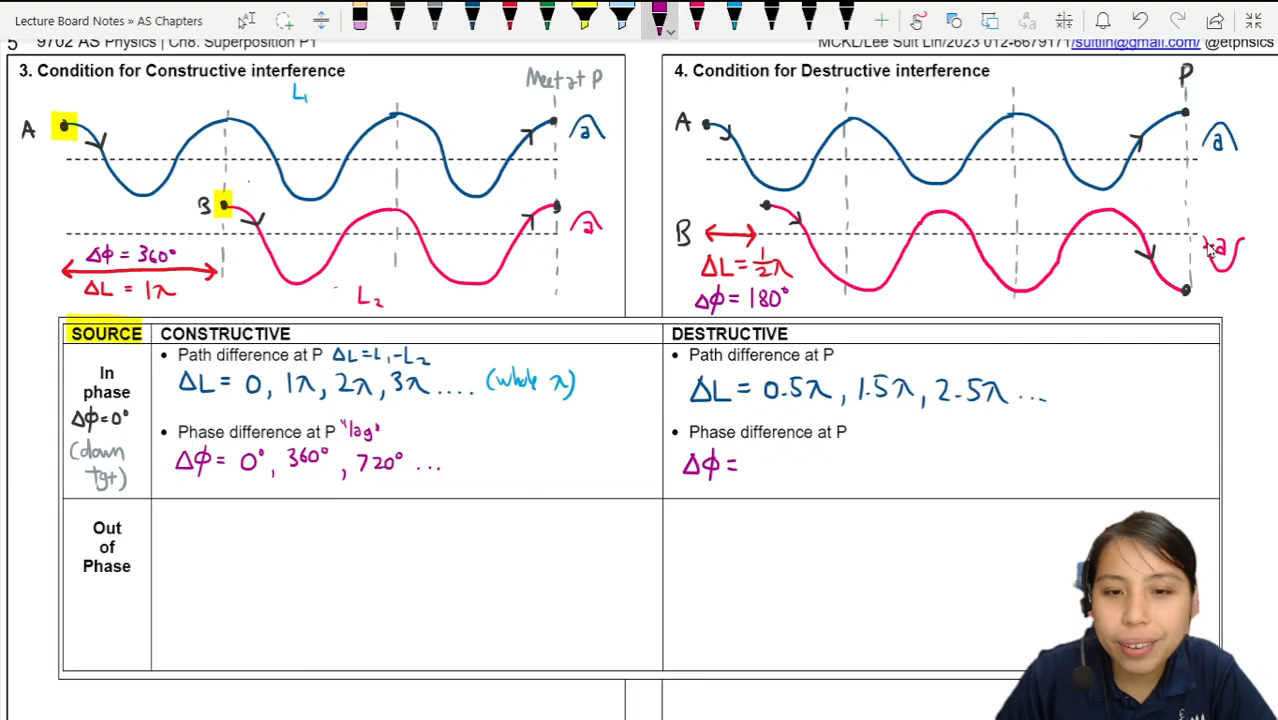 Lecture Board Notes » AS Chapters
5 9702 AS Physics | Ch8. Superposition P1
MCKL/Lee Suit Lin/2023 012-6679171/suitlin@gmail.com/ @etphsics
3. Condition for Constructive interference
L₁
Meet at P
A
a
B
a
Δϕ = 360°
ΔL = 1λ
L₂
4. Condition for Destructive interference
P
A
a
B
a
ΔL = 1/2λ
Δϕ = 180°
SOURCE
CONSTRUCTIVE
DESTRUCTIVE
In
phase
Δϕ=0°
(down
tgt)
• Path difference at P ΔL=L₁-L₂
ΔL = 0, 1λ, 2λ, 3λ .... (whole λ)
• Phase difference at P "lag"
Δϕ = 0°, 360°, 720° ...
• Path difference at P
ΔL = 0.5λ, 1.5λ, 2.5λ ...
• Phase difference at P
Δϕ =
Out
of
Phase